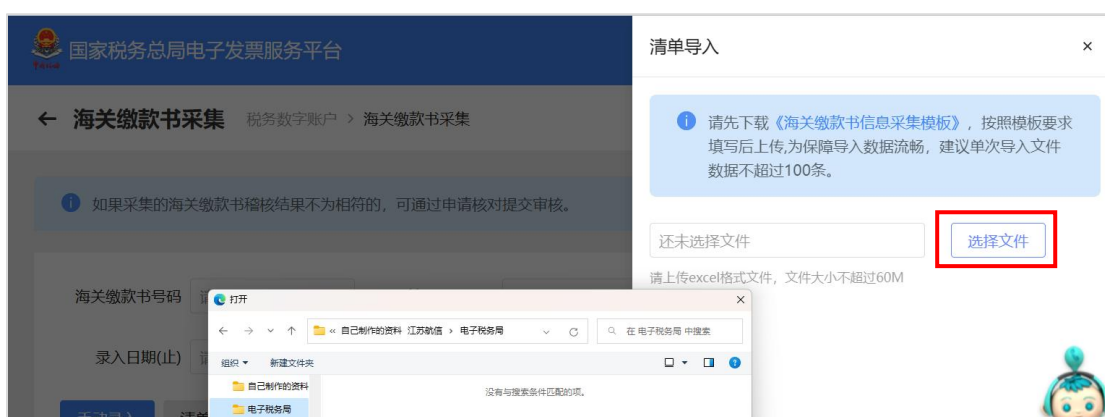 国家税务总局电子发票服务平台
清单导入
×
← 海关缴款书采集 税务数字账户 > 海关缴款书采集
请先下载《海关缴款书信息采集模板》，按照模板要求
填写后上传,为保障导入数据流畅，建议单次导入文件
数据不超过100条。
如果采集的海关缴款书稽核结果不为相符的，可通过申请核对提交审核。
还未选择文件
选择文件
请上传excel格式文件，文件大小不超过60M
海关缴款书号码
打开
« 自己制作的资料 江苏航信 › 电子税务局
在 电子税务局 中搜索
录入日期(止)
组织 新建文件夹
自己制作的资料
没有与搜索条件匹配的项。
电子税务局
手动录入
清单